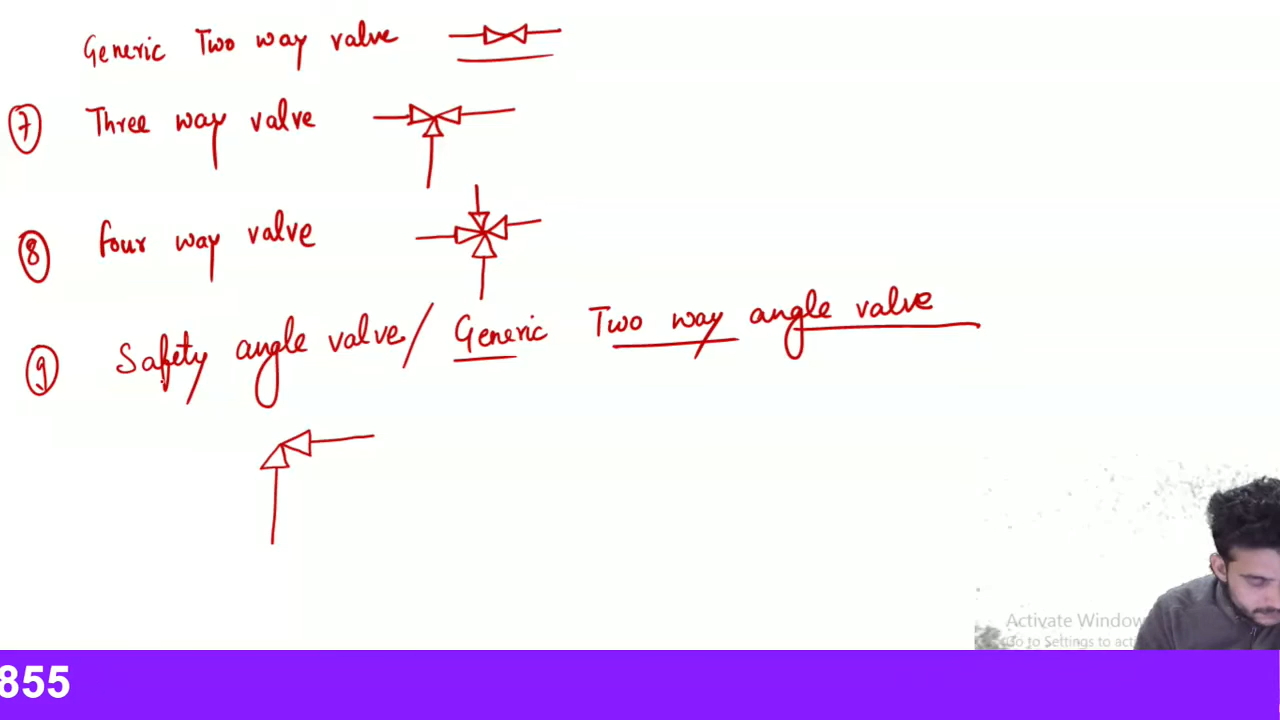 Generic Two way valve
7 Three way valve
8 four way valve
9 Safety angle valve/ Generic Two way angle valve
Activate Window
Go to Settings to acti
855